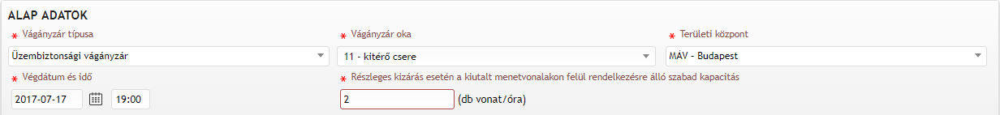 ALAP ADATOK
* Vágányzár típusa * Vágányzár oka * Területi központ
Üzembiztonsági vágányzár 11 - kitérő csere MÁV - Budapest
* Végdátum és idő * Részleges kizárás esetén a kiutalt menetvonalakon felül rendelkezésre álló szabad kapacitás
2017-07-17 19:00 2 (db vonat/óra)